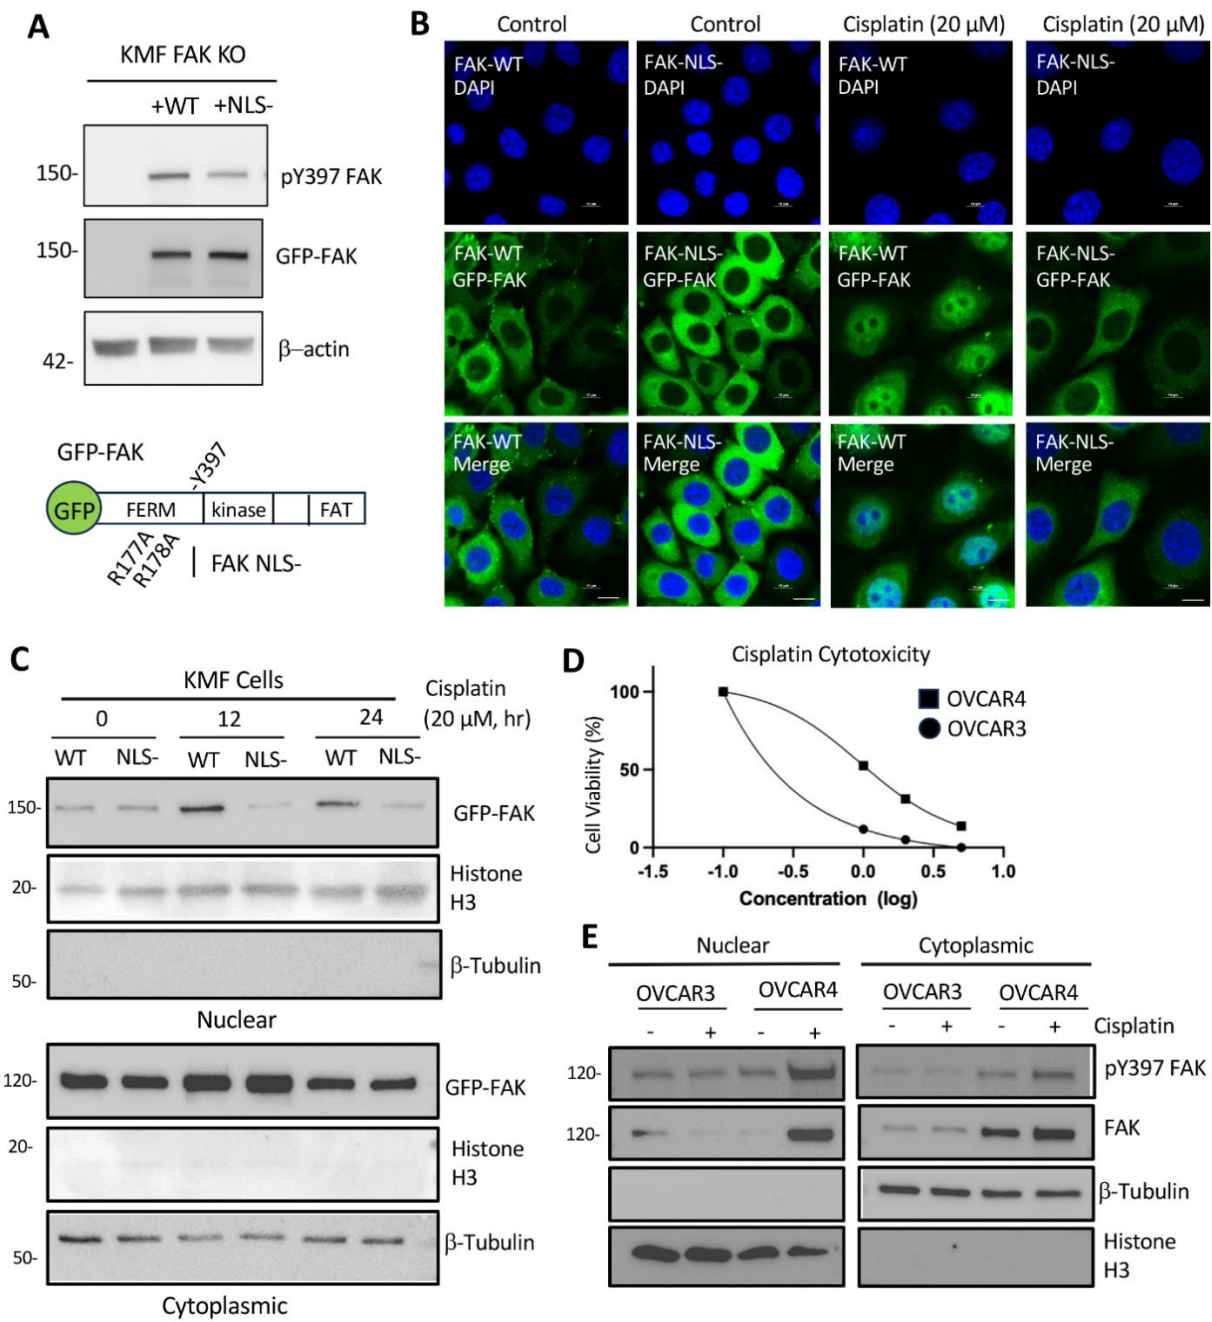 A
KMF FAK KO
+WT +NLS-
150- pY397 FAK
150- GFP-FAK
42- β–actin
GFP-FAK
-Y397
GFP FERM kinase FAT
R177A
R178A
FAK NLS-
B
Control Control Cisplatin (20 µM) Cisplatin (20 µM)
FAK-WT FAK-NLS- FAK-WT FAK-NLS-
DAPI DAPI DAPI DAPI
FAK-WT FAK-NLS- FAK-WT FAK-NLS-
GFP-FAK GFP-FAK GFP-FAK GFP-FAK
FAK-WT FAK-NLS- FAK-WT FAK-NLS-
Merge Merge Merge Merge
C
KMF Cells Cisplatin
0 12 24 (20 µM, hr)
WT NLS- WT NLS- WT NLS-
150- GFP-FAK
20- Histone
H3
50- β-Tubulin
Nuclear
120- GFP-FAK
20- Histone
H3
50- β-Tubulin
Cytoplasmic
D
Cisplatin Cytotoxicity
Cell Viability (%)
100
50
0
-1.5 -1.0 -0.5 0.0 0.5 1.0
Concentration (log)
OVCAR4
OVCAR3
E
Nuclear Cytoplasmic
OVCAR3 OVCAR4 OVCAR3 OVCAR4
- + - + - + - + Cisplatin
120- pY397 FAK
120- FAK
β-Tubulin
Histone
H3